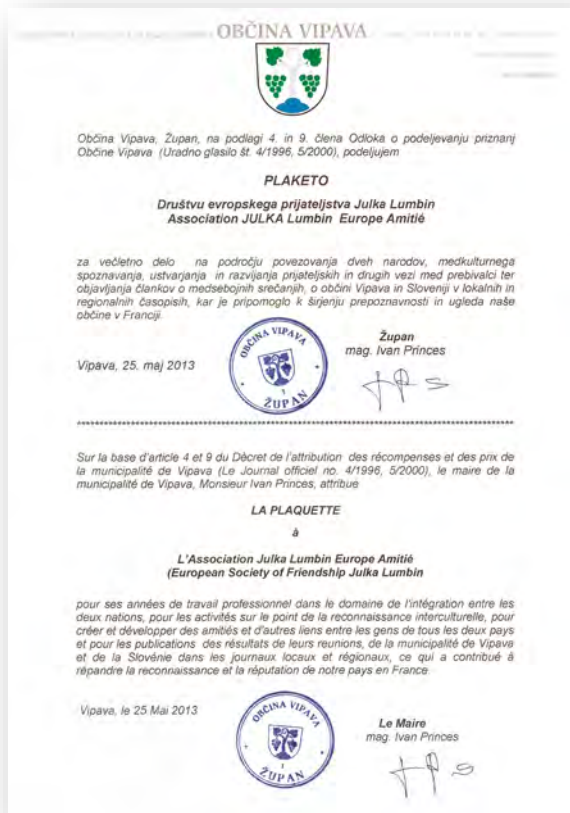 OBČINA VIPAVA
Občina Vipava, Župan, na podlagi 4. in 9. člena Odloka o podeljevanju priznanj
Občine Vipava (Uradno glasilo št. 4/1996, 5/2000), podeljujem
PLAKETO
Društvu evropskega prijateljstva Julka Lumbin
Association JULKA Lumbin Europe Amitié
za večletno delo na področju povezovanja dveh narodov, medkulturnega
spoznavanja, ustvarjanja in razvijanja prijateljskih in drugih vezi med prebivalci ter
objavljanja člankov o medsebojnih srečanjih, o občini Vipava in Sloveniji v lokalnih in
regionalnih časopisih, kar je pripomoglo k širjenju prepoznavnosti in ugleda naše
občine v Franciji.
Župan
mag. Ivan Princes
Vipava, 25. maj 2013
OBČINA VIPAVA
1
ŽUPAN
Sur la base d'article 4 et 9 du Décret de l'attribution des récompenses et des prix de
la municipalité de Vipava (Le Journal officiel no. 4/1996, 5/2000), le maire de la
municipalité de Vipava, Monsieur Ivan Princes, attribue
LA PLAQUETTE
à
L'Association Julka Lumbin Europe Amitié
(European Society of Friendship Julka Lumbin
pour ses années de travail professionnel dans le domaine de l'intégration entre les
deux nations, pour les activités sur le point de la reconnaissance interculturelle, pour
créer et développer des amitiés et d'autres liens entre les gens de tous les deux pays
et pour les publications des résultats de leurs reunions, de la municipalité de Vipava
et de la Slovénie dans les journaux locaux et régionaux, ce qui a contribué à
répandre la reconnaissance et la réputation de notre pays en France.
Vipava, le 25 Mai 2013
OBČINA VIPAVA
1
ŽUPAN
Le Maire
mag. Ivan Princes